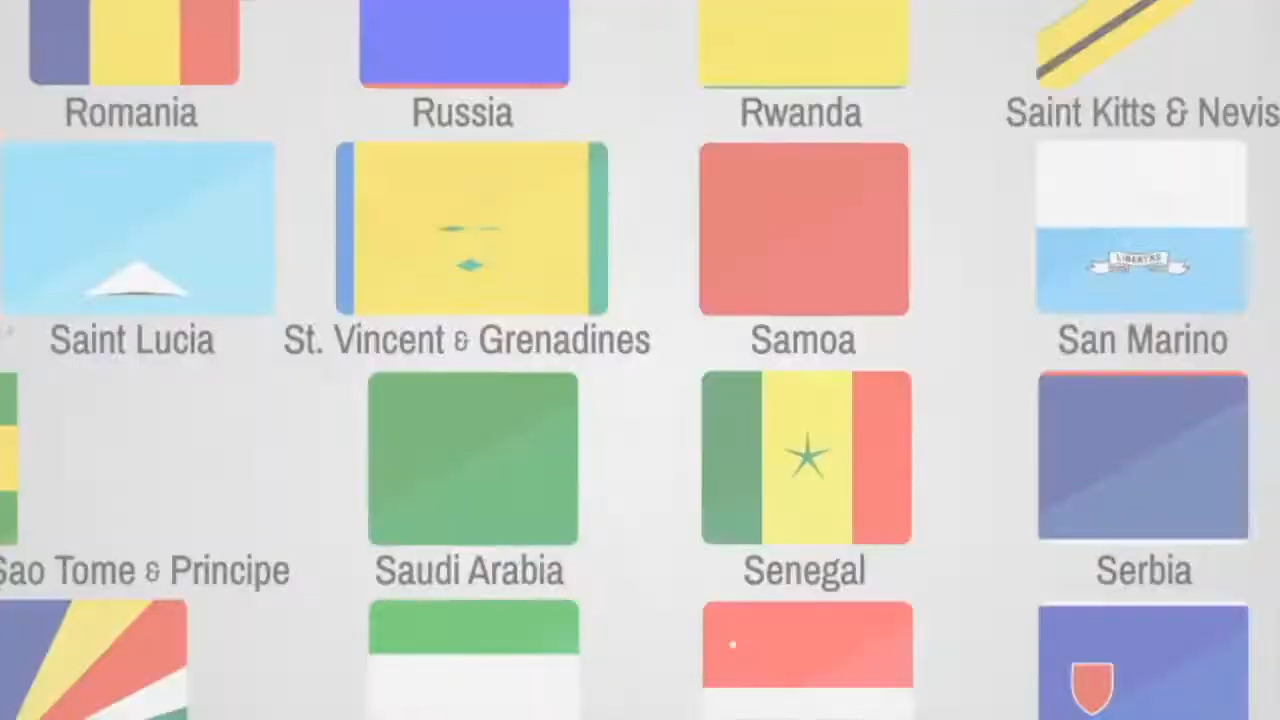 Romania
Russia
Rwanda
Saint Kitts & Nevis
LIBERTAS
Saint Lucia
St. Vincent & Grenadines
Samoa
San Marino
Sao Tome & Principe
Saudi Arabia
Senegal
Serbia